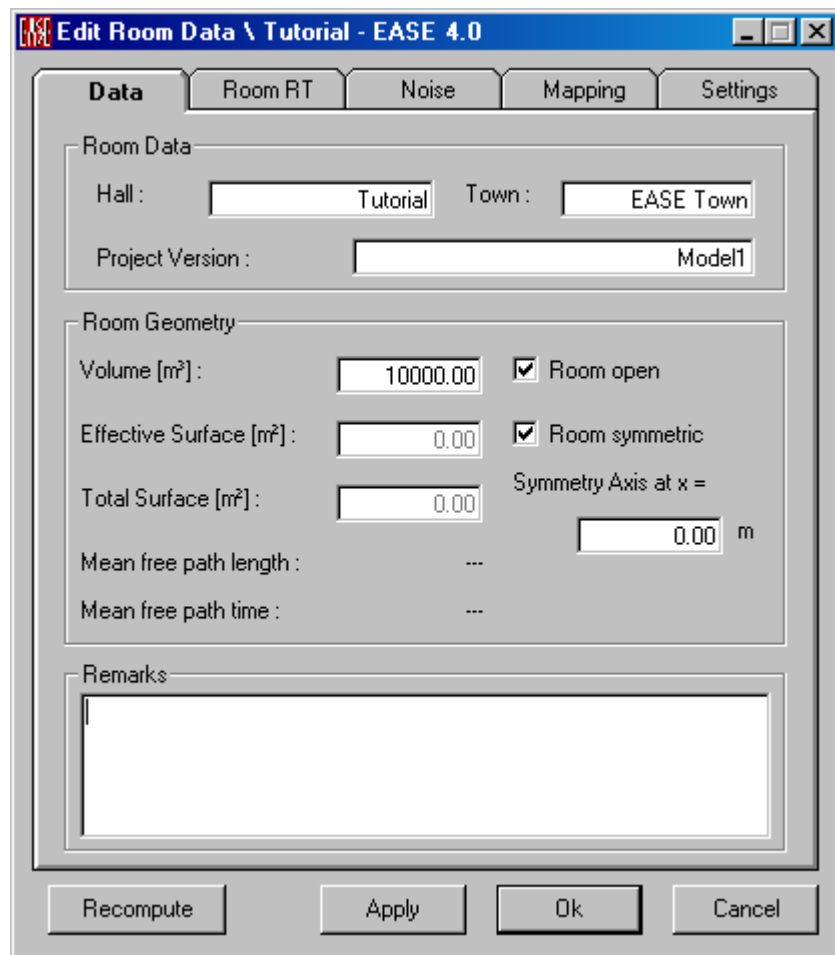 Edit Room Data \ Tutorial - EASE 4.0
Data Room RT Noise Mapping Settings
Room Data
Hall : Tutorial Town : EASE Town
Project Version : Model1
Room Geometry
Volume [m³] : 10000.00 Room open
Effective Surface [m²] : 0.00 Room symmetric
Symmetry Axis at x =
Total Surface [m²] : 0.00
0.00 m
Mean free path length : ---
Mean free path time : ---
Remarks
Recompute Apply Ok Cancel